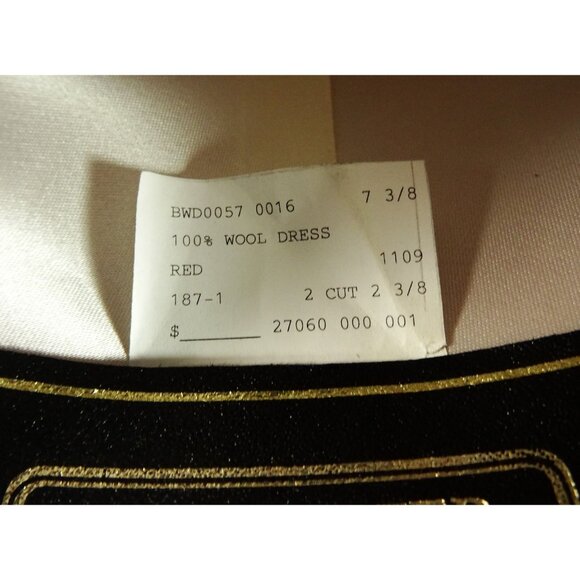 BWD0057 0016 7 3/8
100% WOOL DRESS
RED 1109
187-1 2 CUT 2 3/8
$_______ 27060 000 001